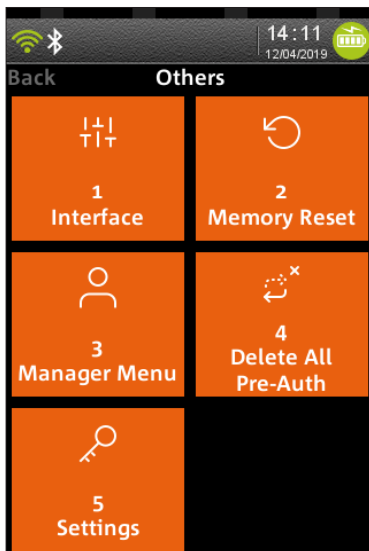 14:11
12/04/2019
Back Others
1
Interface
2
Memory Reset
3
Manager Menu
4
Delete All
Pre-Auth
5
Settings